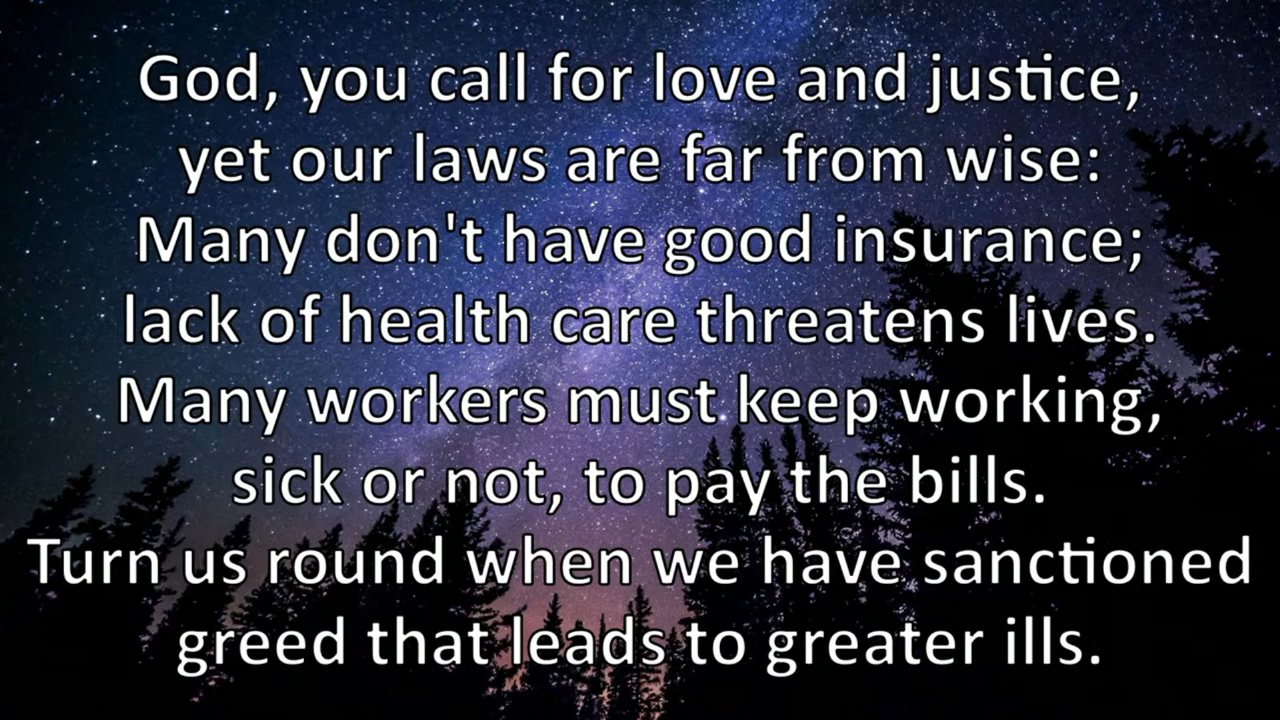 God, you call for love and justice,
yet our laws are far from wise:
Many don't have good insurance;
lack of health care threatens lives.
Many workers must keep working,
sick or not, to pay the bills.
Turn us round when we have sanctioned
greed that leads to greater ills.